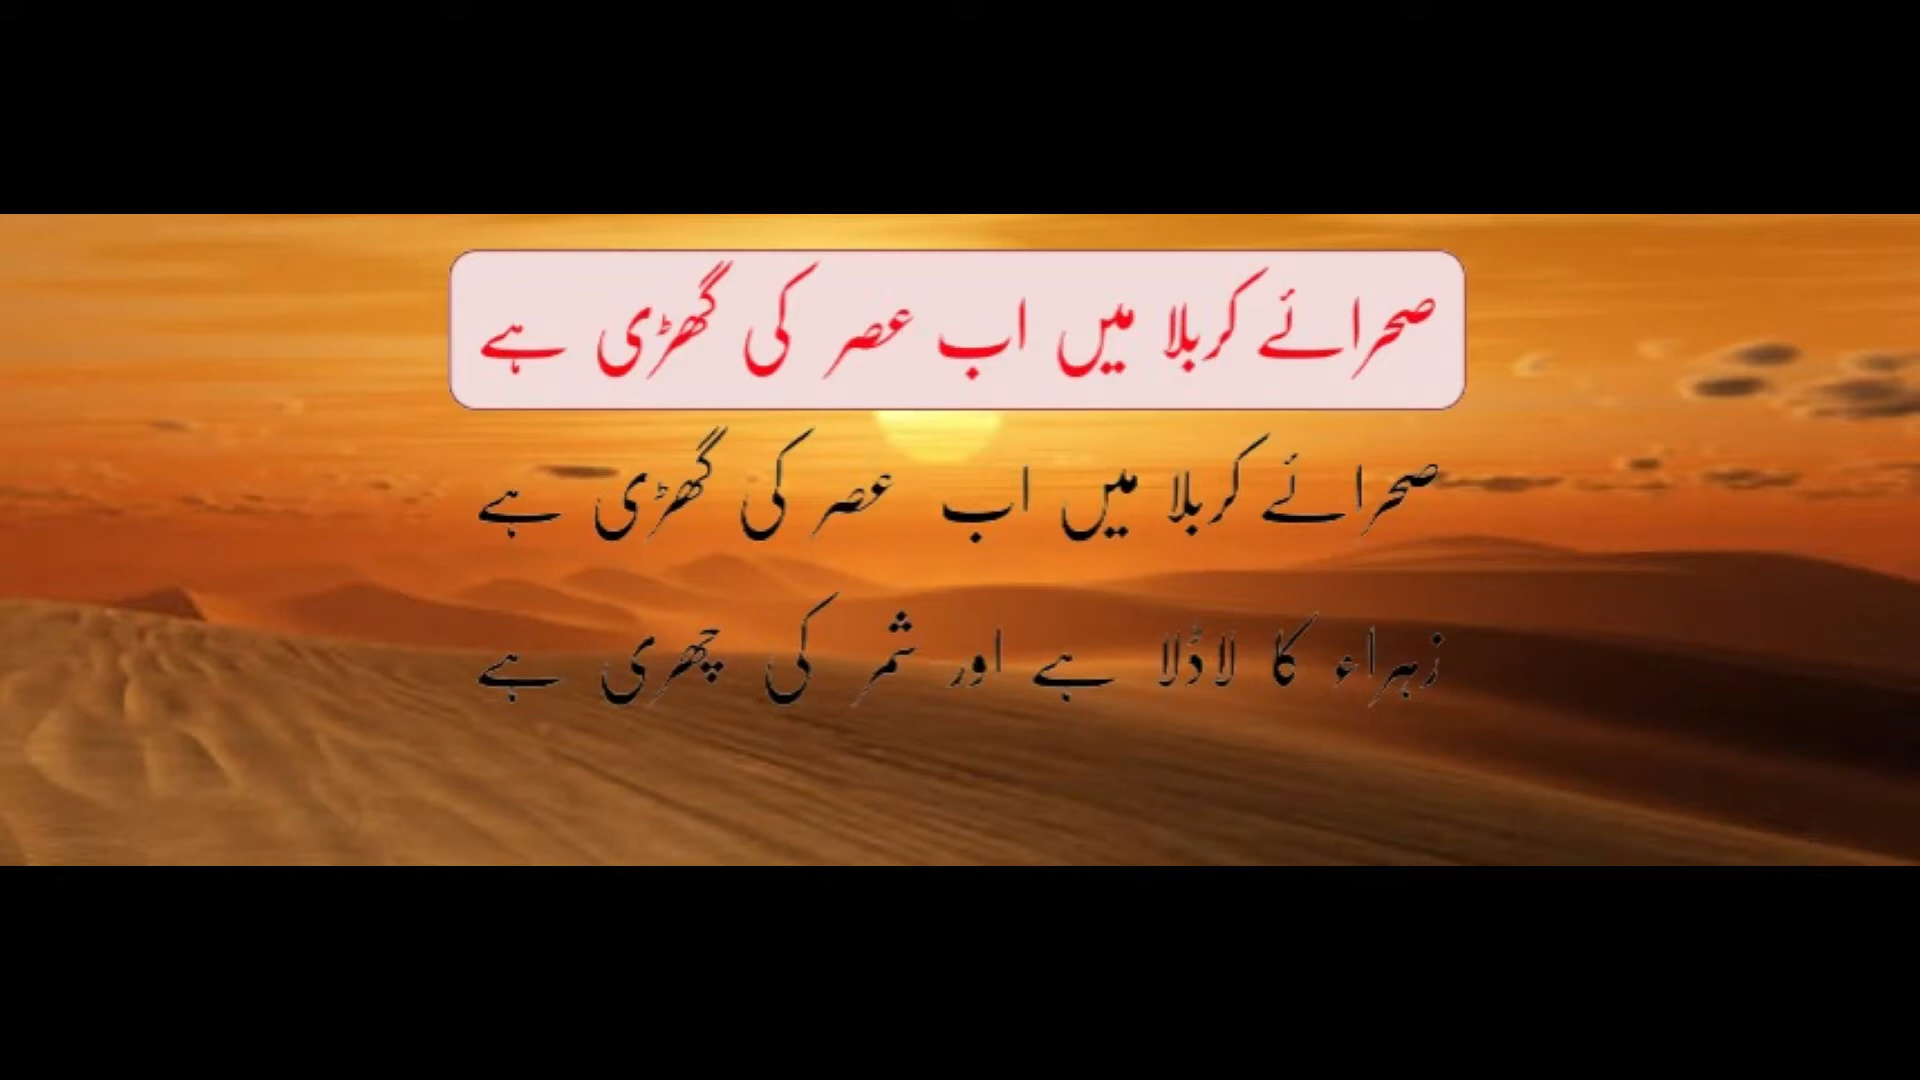 صحرائے کربلا میں اب عصر کی گھڑی ہے
صحرائے کربلا میں اب عصر کی گھڑی ہے
زہراء کا لاڈلا ہے اور شمر کی چھری ہے